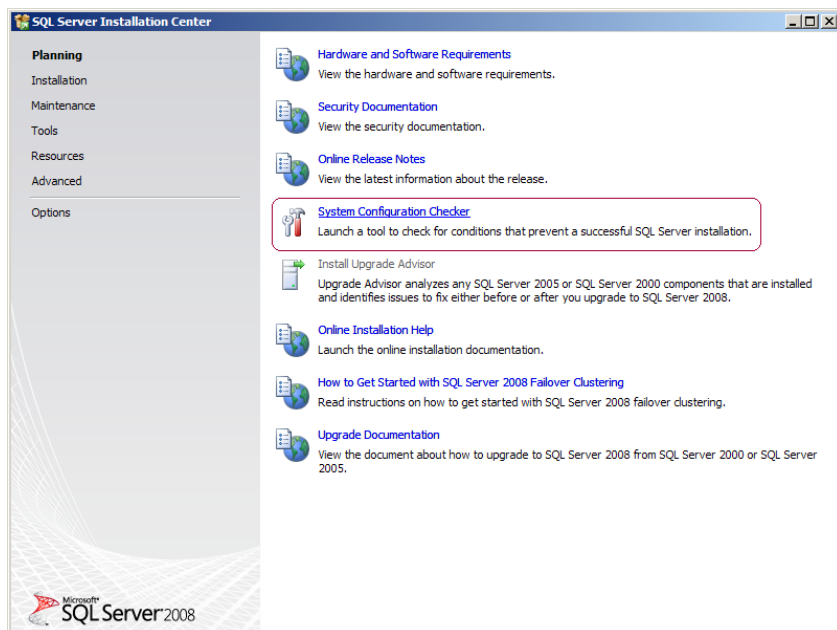 SQL Server Installation Center
Planning
Installation
Maintenance
Tools
Resources
Advanced
Options
Hardware and Software Requirements
View the hardware and software requirements.
Security Documentation
View the security documentation.
Online Release Notes
View the latest information about the release.
System Configuration Checker
Launch a tool to check for conditions that prevent a successful SQL Server installation.
Install Upgrade Advisor
Upgrade Advisor analyzes any SQL Server 2005 or SQL Server 2000 components that are installed
and identifies issues to fix either before or after you upgrade to SQL Server 2008.
Online Installation Help
Launch the online installation documentation.
How to Get Started with SQL Server 2008 Failover Clustering
Read instructions on how to get started with SQL Server 2008 failover clustering.
Upgrade Documentation
View the document about how to upgrade to SQL Server 2008 from SQL Server 2000 or SQL Server
2005.
Microsoft®
SQL Server 2008